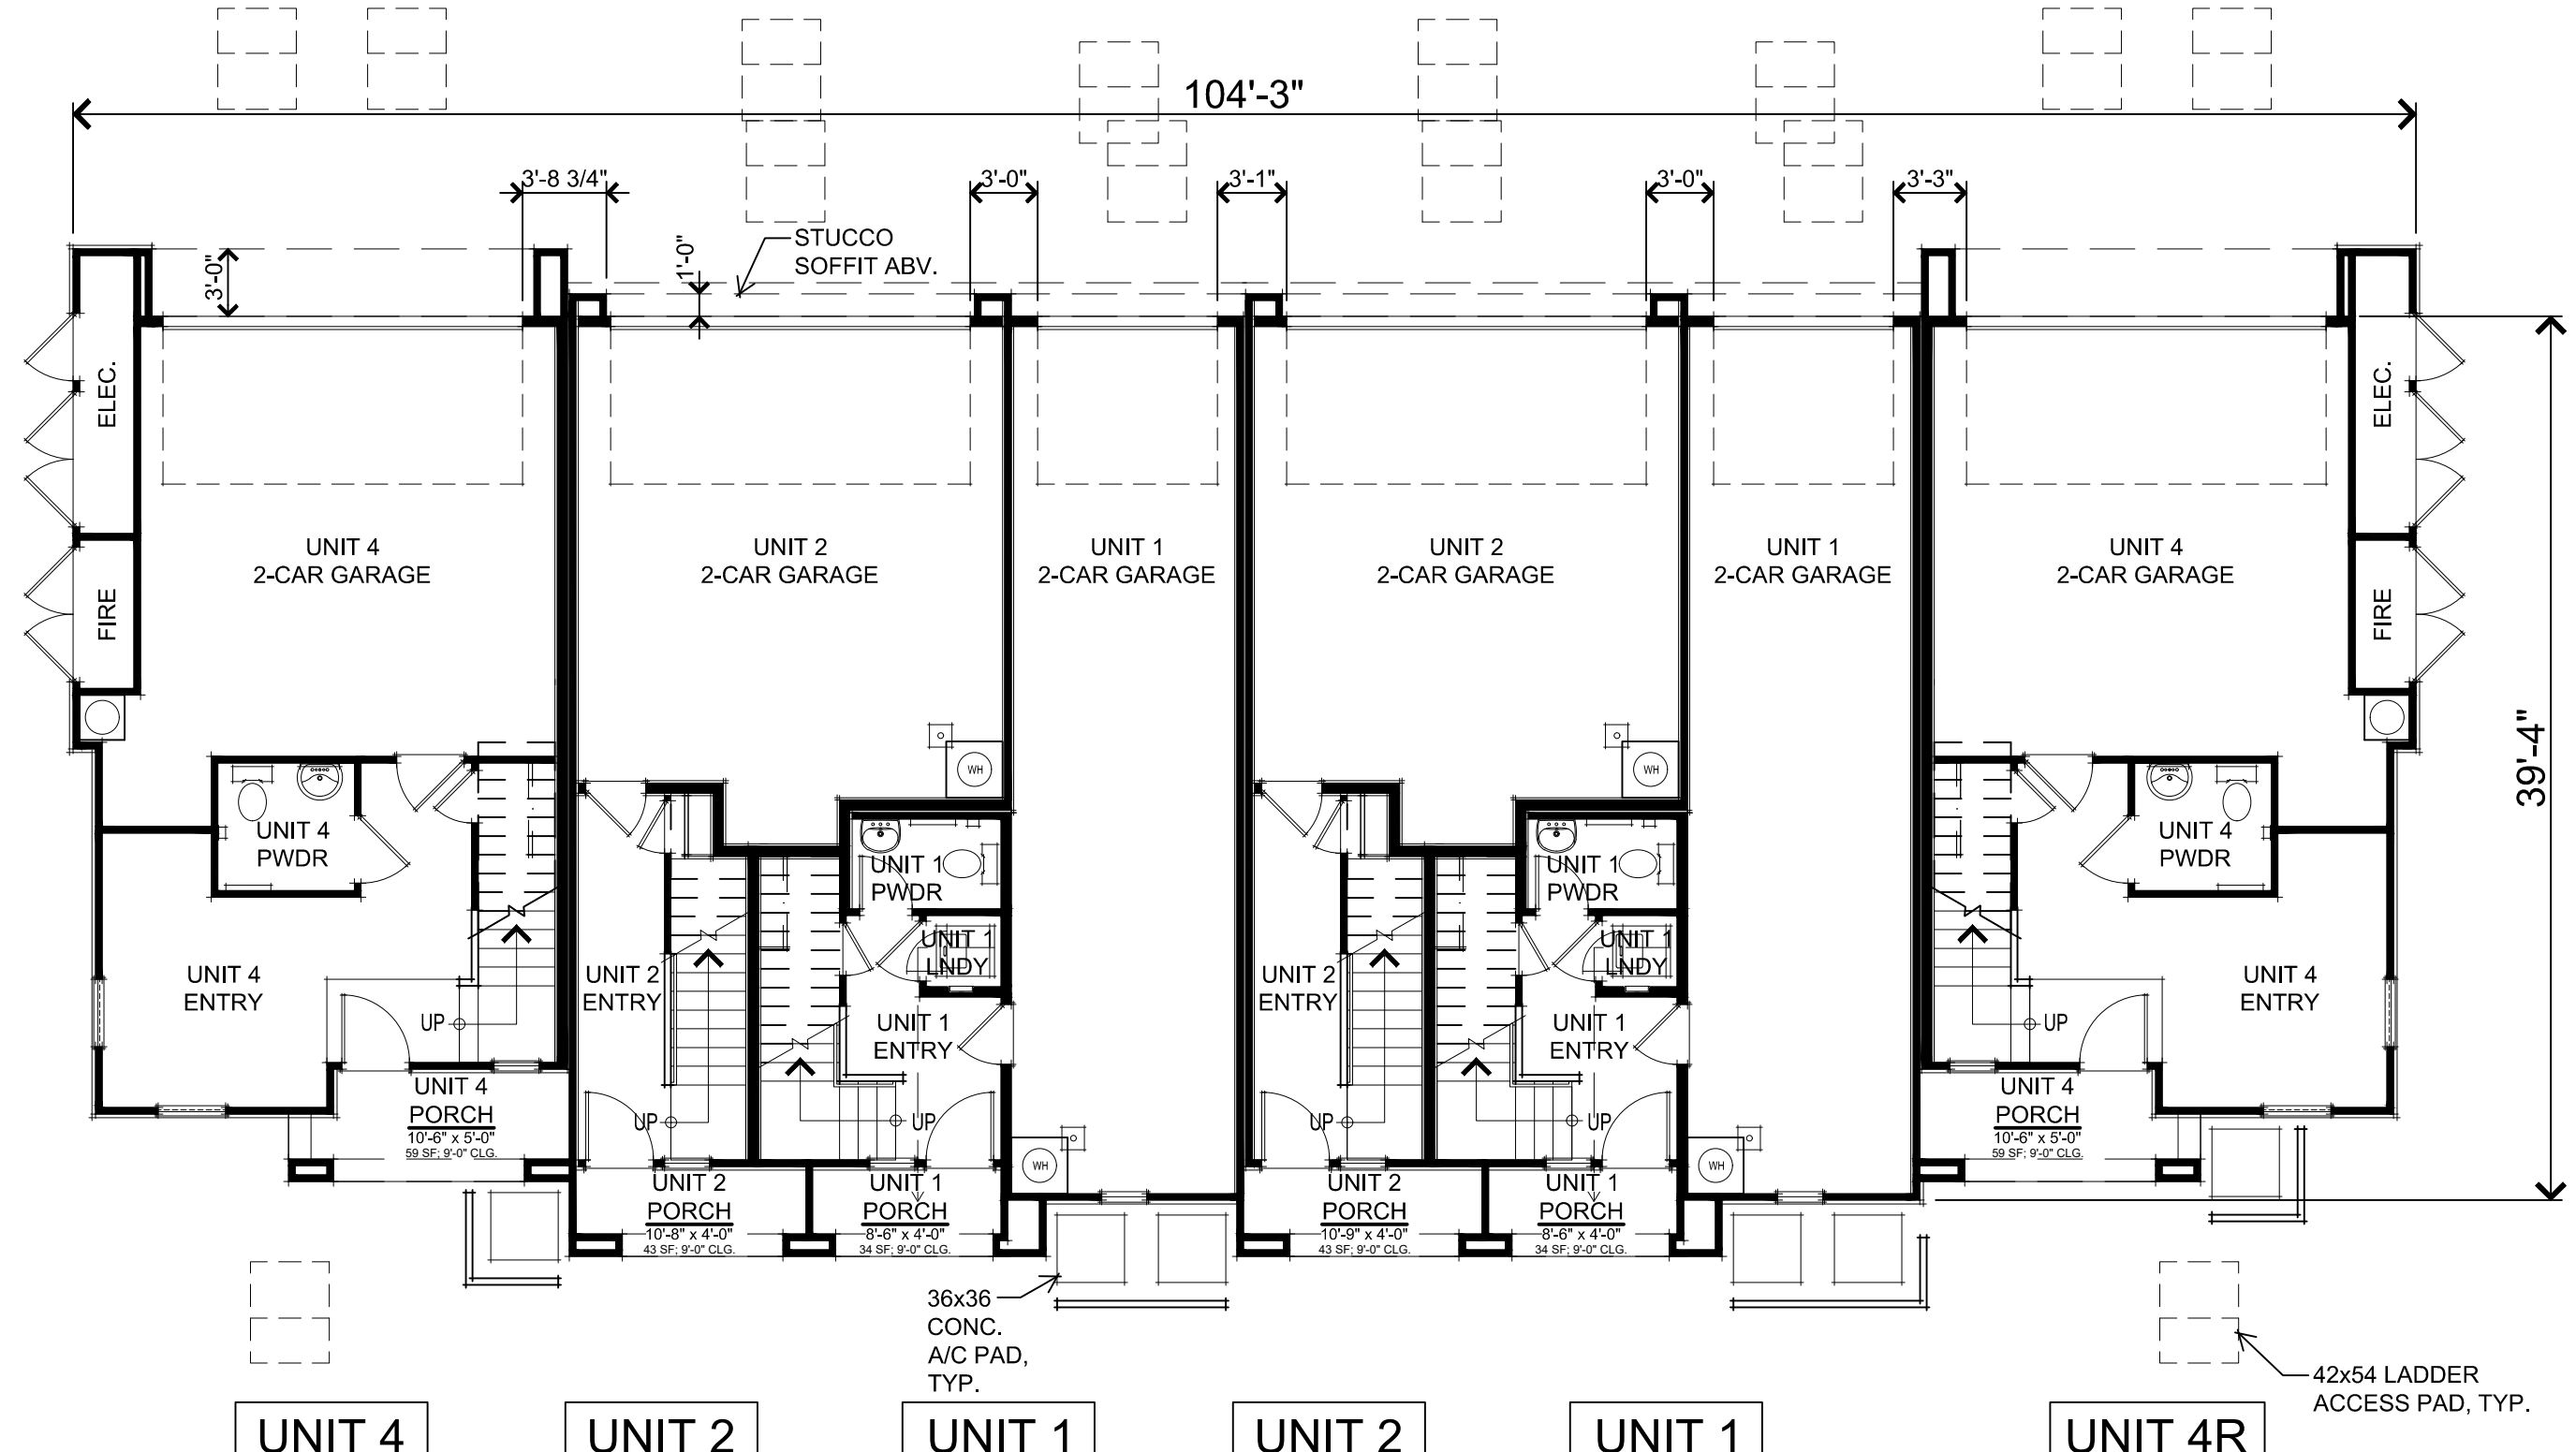 104'-3"
3'-8 3/4"
3'-0"
3'-1"
3'-0"
3'-3"
3'-0"
1'-0"
STUCCO
SOFFIT ABV.
ELEC.
FIRE
UNIT 4
2-CAR GARAGE
UNIT 2
2-CAR GARAGE
UNIT 1
2-CAR GARAGE
UNIT 2
2-CAR GARAGE
UNIT 1
2-CAR GARAGE
UNIT 4
2-CAR GARAGE
ELEC.
FIRE
39'-4"
WH
WH
UNIT 4
PWDR
UNIT 1
PWDR
UNIT 1
PWDR
UNIT 4
PWDR
UNIT 1
LNDY
UNIT 1
LNDY
UNIT 4
ENTRY
UP
UNIT 2
ENTRY
UP
UNIT 1
ENTRY
UP
UNIT 2
ENTRY
UP
UNIT 1
ENTRY
UP
UP
UNIT 4
ENTRY
UNIT 4
PORCH
10'-6" x 5'-0"
59 SF; 9'-0" CLG.
UNIT 2
PORCH
10'-8" x 4'-0"
43 SF; 9'-0" CLG.
UNIT 1
PORCH
8'-6" x 4'-0"
34 SF; 9'-0" CLG.
WH
UNIT 2
PORCH
10'-9" x 4'-0"
43 SF; 9'-0" CLG.
UNIT 1
PORCH
8'-6" x 4'-0"
34 SF; 9'-0" CLG.
WH
UNIT 4
PORCH
10'-6" x 5'-0"
59 SF; 9'-0" CLG.
36x36
CONC.
A/C PAD,
TYP.
42x54 LADDER
ACCESS PAD, TYP.
UNIT 4
UNIT 2
UNIT 1
UNIT 2
UNIT 1
UNIT 4R